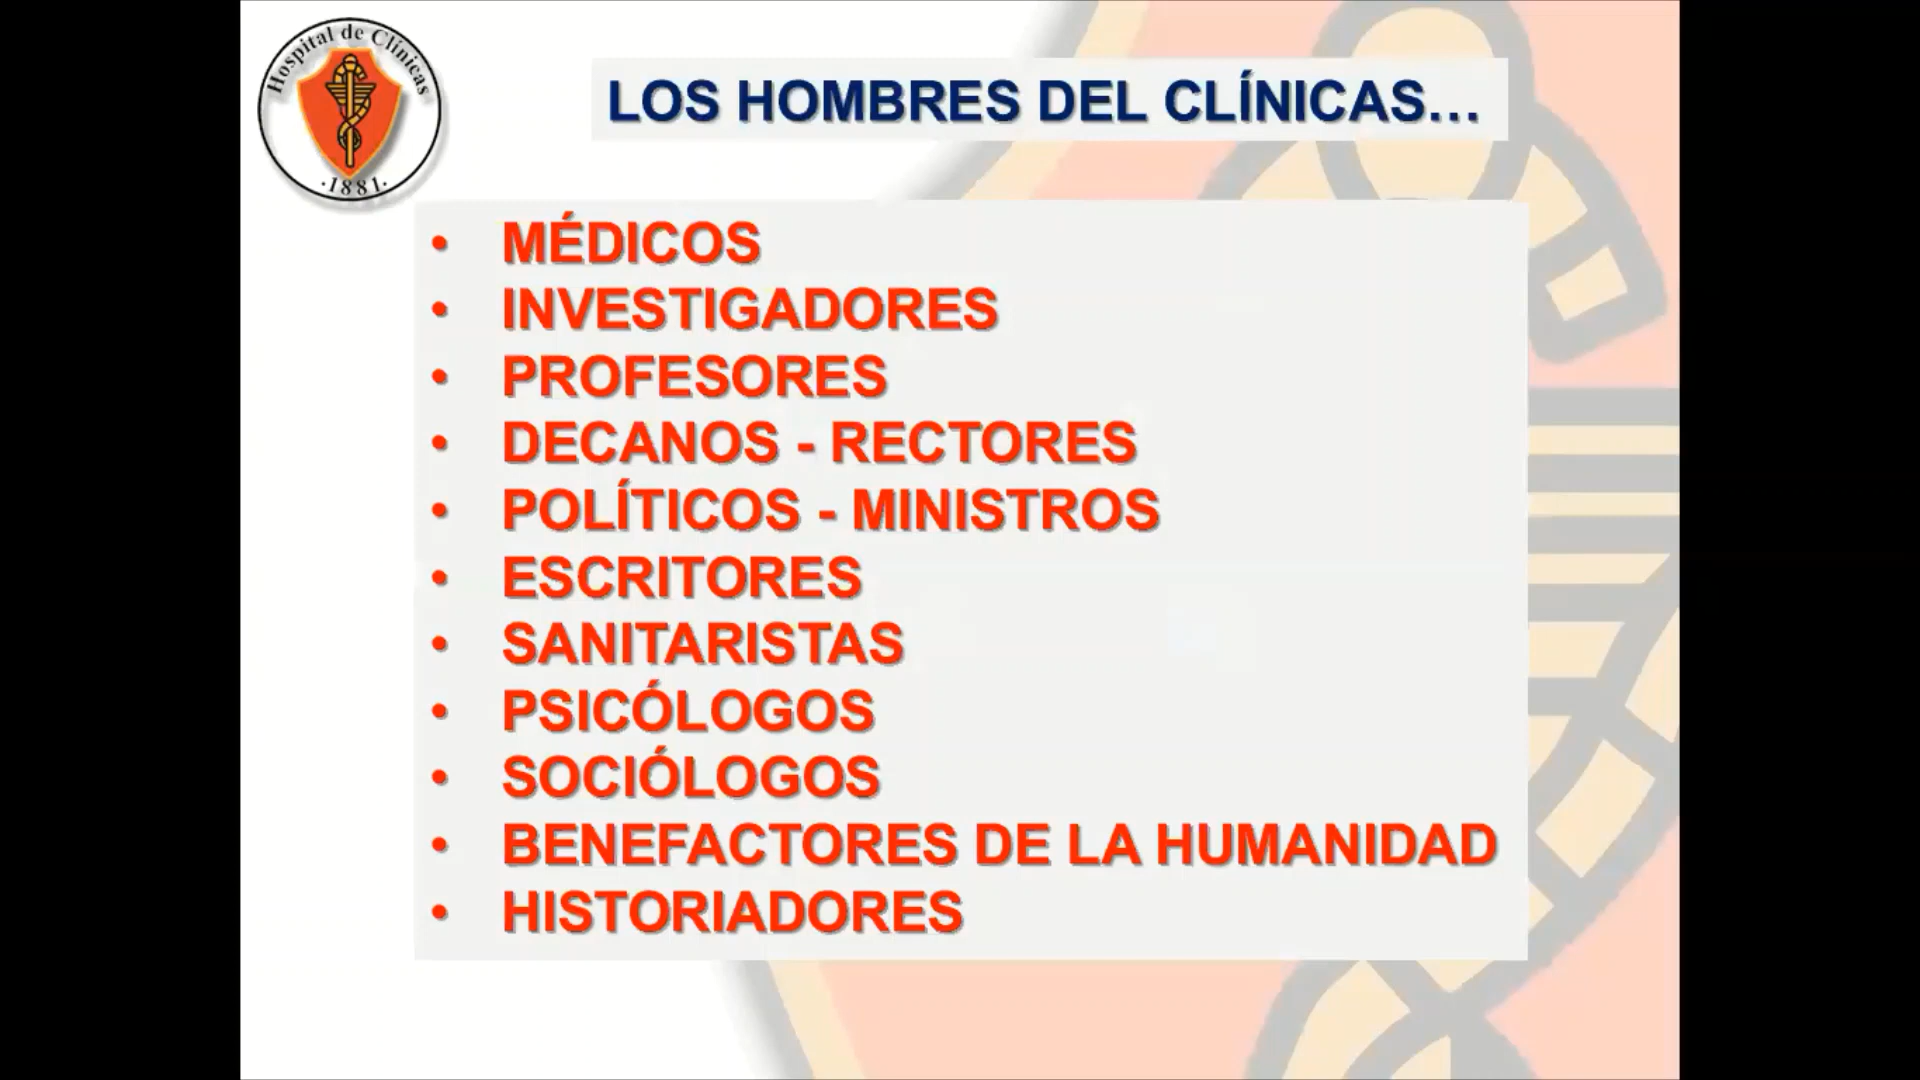 Hospital de Clínicas
·1881·
LOS HOMBRES DEL CLÍNICAS...
• MÉDICOS
• INVESTIGADORES
• PROFESORES
• DECANOS - RECTORES
• POLÍTICOS - MINISTROS
• ESCRITORES
• SANITARISTAS
• PSICÓLOGOS
• SOCIÓLOGOS
• BENEFACTORES DE LA HUMANIDAD
• HISTORIADORES